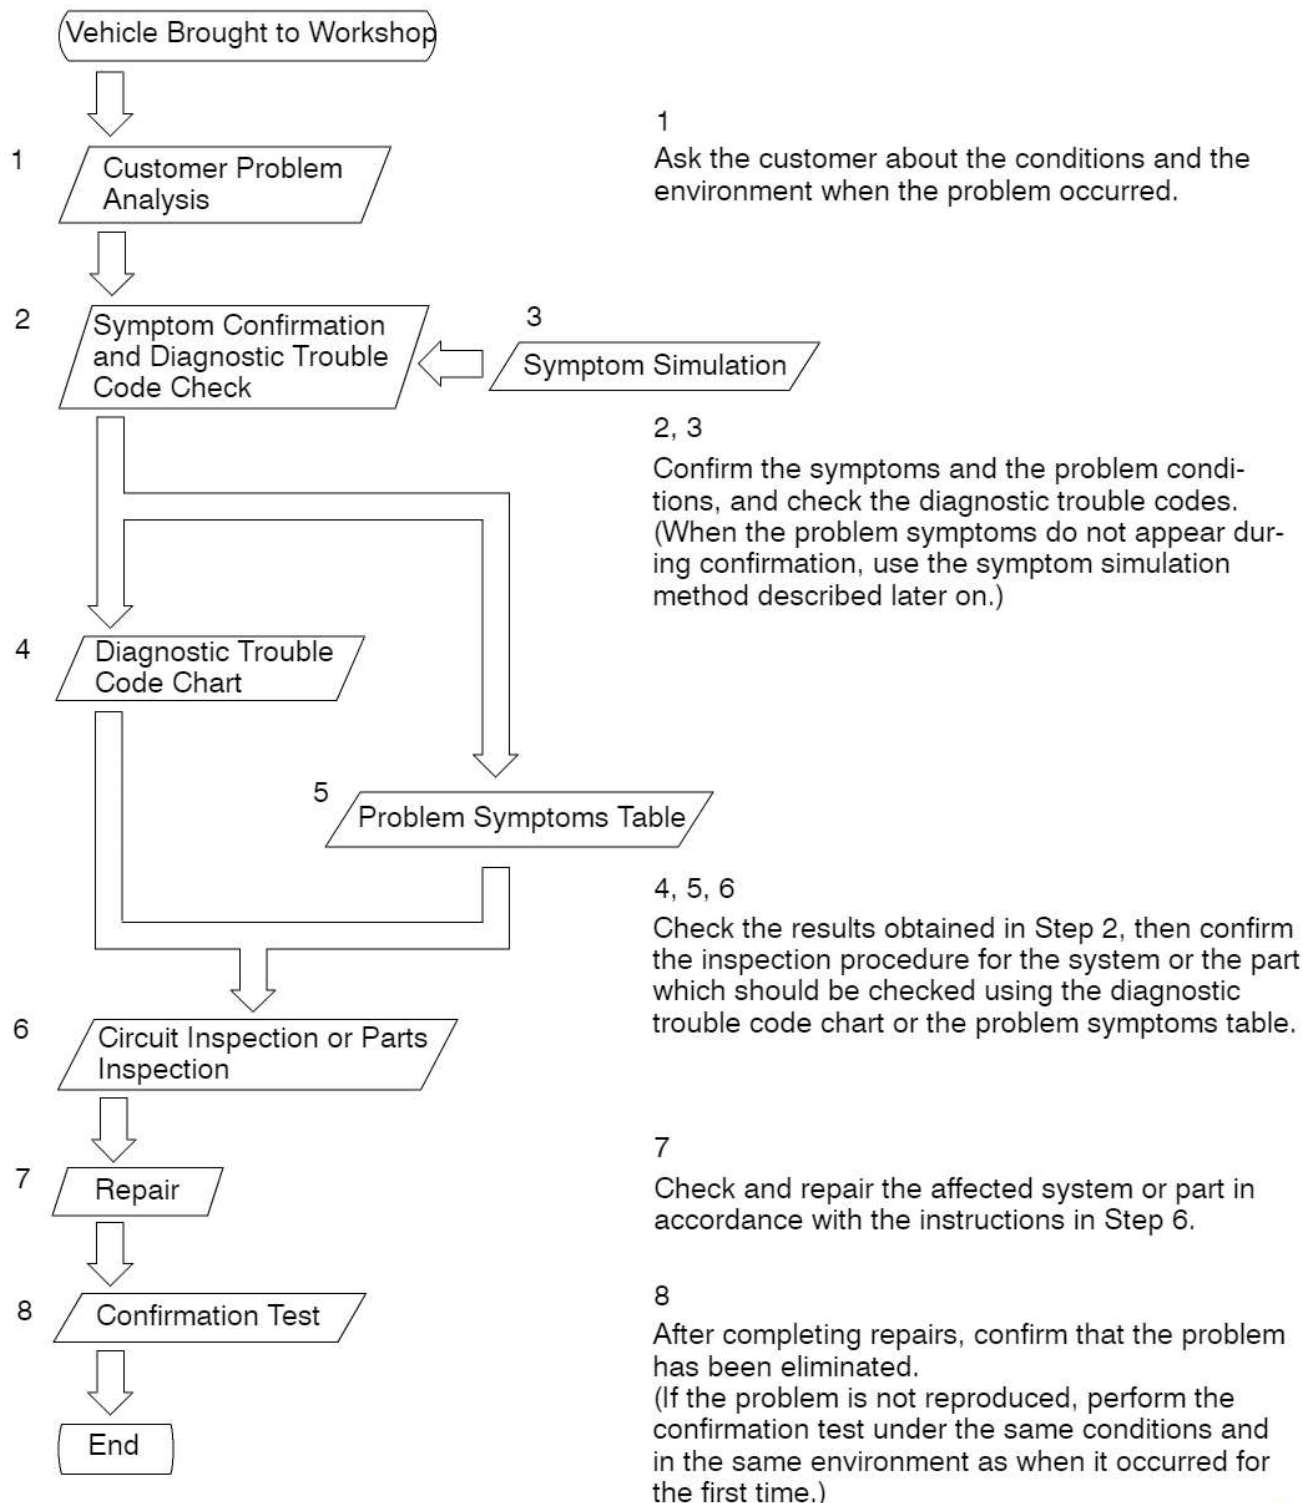 Vehicle Brought to Workshop
1
Customer Problem
Analysis
1
Ask the customer about the conditions and the
environment when the problem occurred.
2
Symptom Confirmation
and Diagnostic Trouble
Code Check
3
Symptom Simulation
2, 3
Confirm the symptoms and the problem condi-
tions, and check the diagnostic trouble codes.
(When the problem symptoms do not appear dur-
ing confirmation, use the symptom simulation
method described later on.)
4
Diagnostic Trouble
Code Chart
5
Problem Symptoms Table
4, 5, 6
Check the results obtained in Step 2, then confirm
the inspection procedure for the system or the part
which should be checked using the diagnostic
trouble code chart or the problem symptoms table.
6
Circuit Inspection or Parts
Inspection
7
Repair
7
Check and repair the affected system or part in
accordance with the instructions in Step 6.
8
Confirmation Test
8
After completing repairs, confirm that the problem
has been eliminated.
(If the problem is not reproduced, perform the
confirmation test under the same conditions and
in the same environment as when it occurred for
the first time.)
End